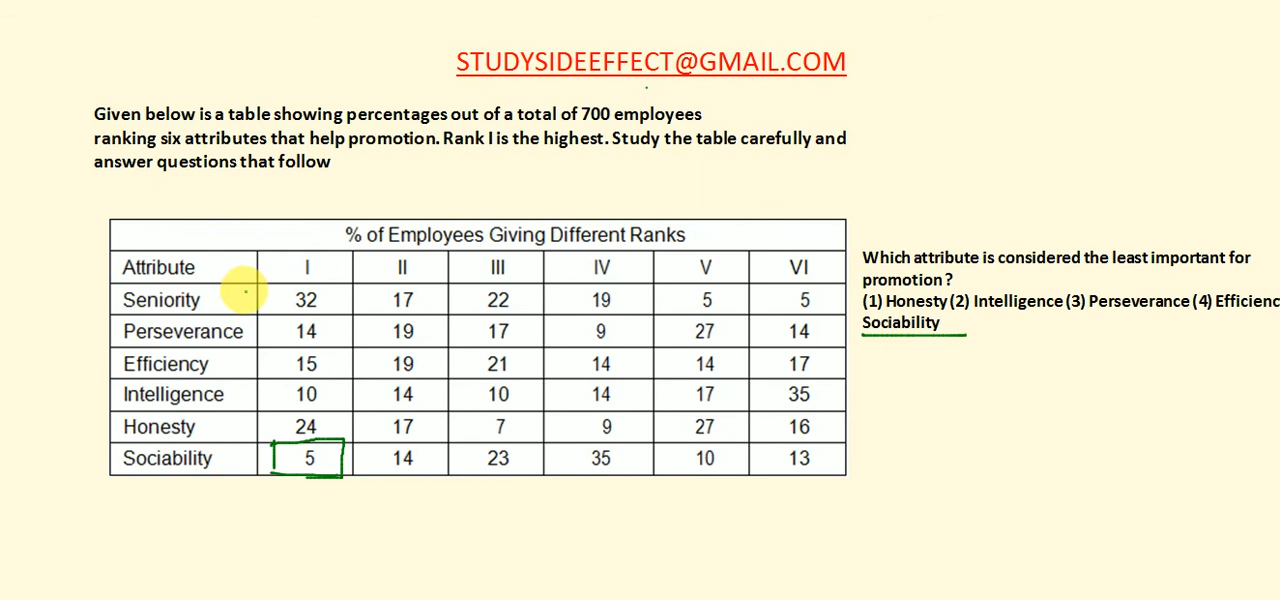 STUDYSIDEEFFECT@GMAIL.COM
Given below is a table showing percentages out of a total of 700 employees
ranking six attributes that help promotion. Rank I is the highest. Study the table carefully and
answer questions that follow
% of Employees Giving Different Ranks
Attribute I II III IV V VI
Seniority 32 17 22 19 5 5
Perseverance 14 19 17 9 27 14
Efficiency 15 19 21 14 14 17
Intelligence 10 14 10 14 17 35
Honesty 24 17 7 9 27 16
Sociability 5 14 23 35 10 13
Which attribute is considered the least important for
promotion ?
(1) Honesty (2) Intelligence (3) Perseverance (4) Efficienc
Sociability